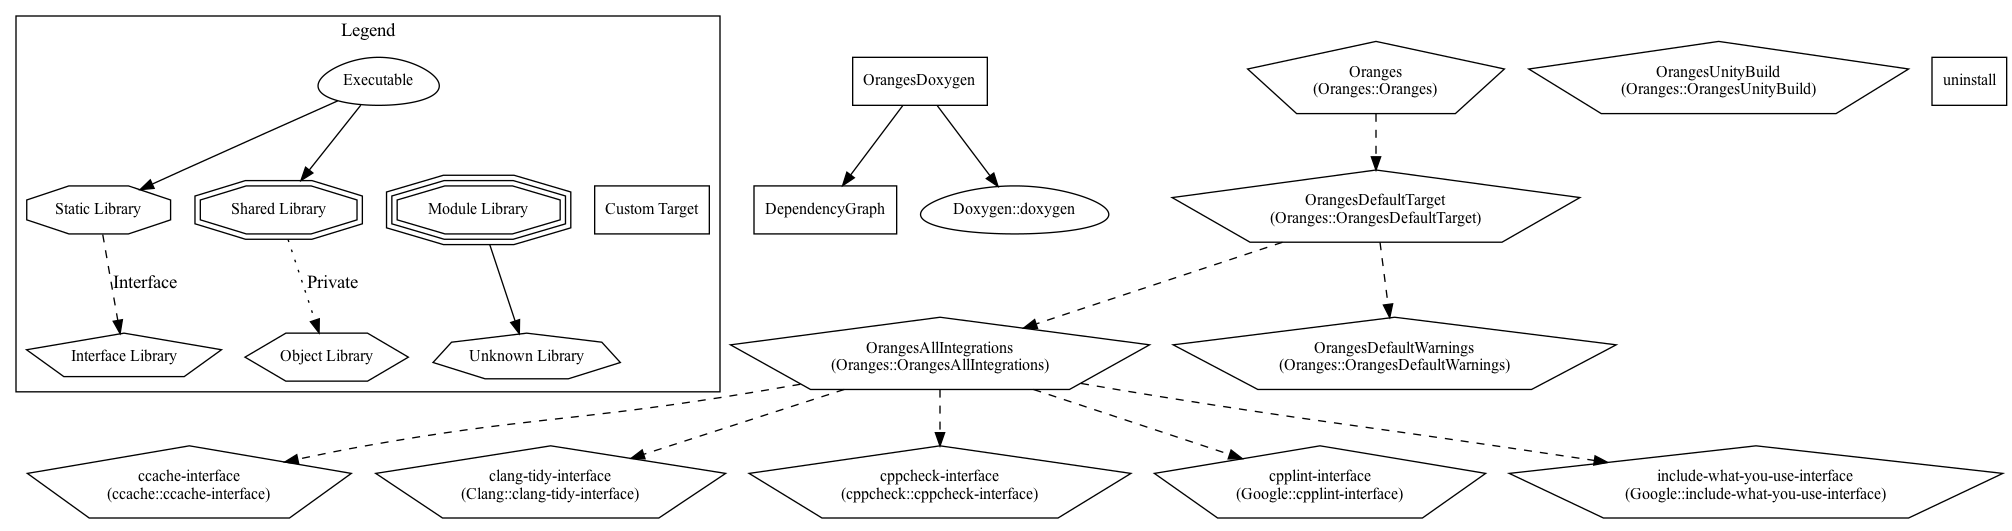 Legend
Executable
Static Library
Shared Library
Module Library
Custom Target
Interface
Private
Interface Library
Object Library
Unknown Library
OrangesDoxygen
DependencyGraph
Doxygen::doxygen
Oranges
(Oranges::Oranges)
OrangesUnityBuild
(Oranges::OrangesUnityBuild)
uninstall
OrangesDefaultTarget
(Oranges::OrangesDefaultTarget)
OrangesAllIntegrations
(Oranges::OrangesAllIntegrations)
OrangesDefaultWarnings
(Oranges::OrangesDefaultWarnings)
ccache-interface
(ccache::ccache-interface)
clang-tidy-interface
(Clang::clang-tidy-interface)
cppcheck-interface
(cppcheck::cppcheck-interface)
cpplint-interface
(Google::cpplint-interface)
include-what-you-use-interface
(Google::include-what-you-use-interface)